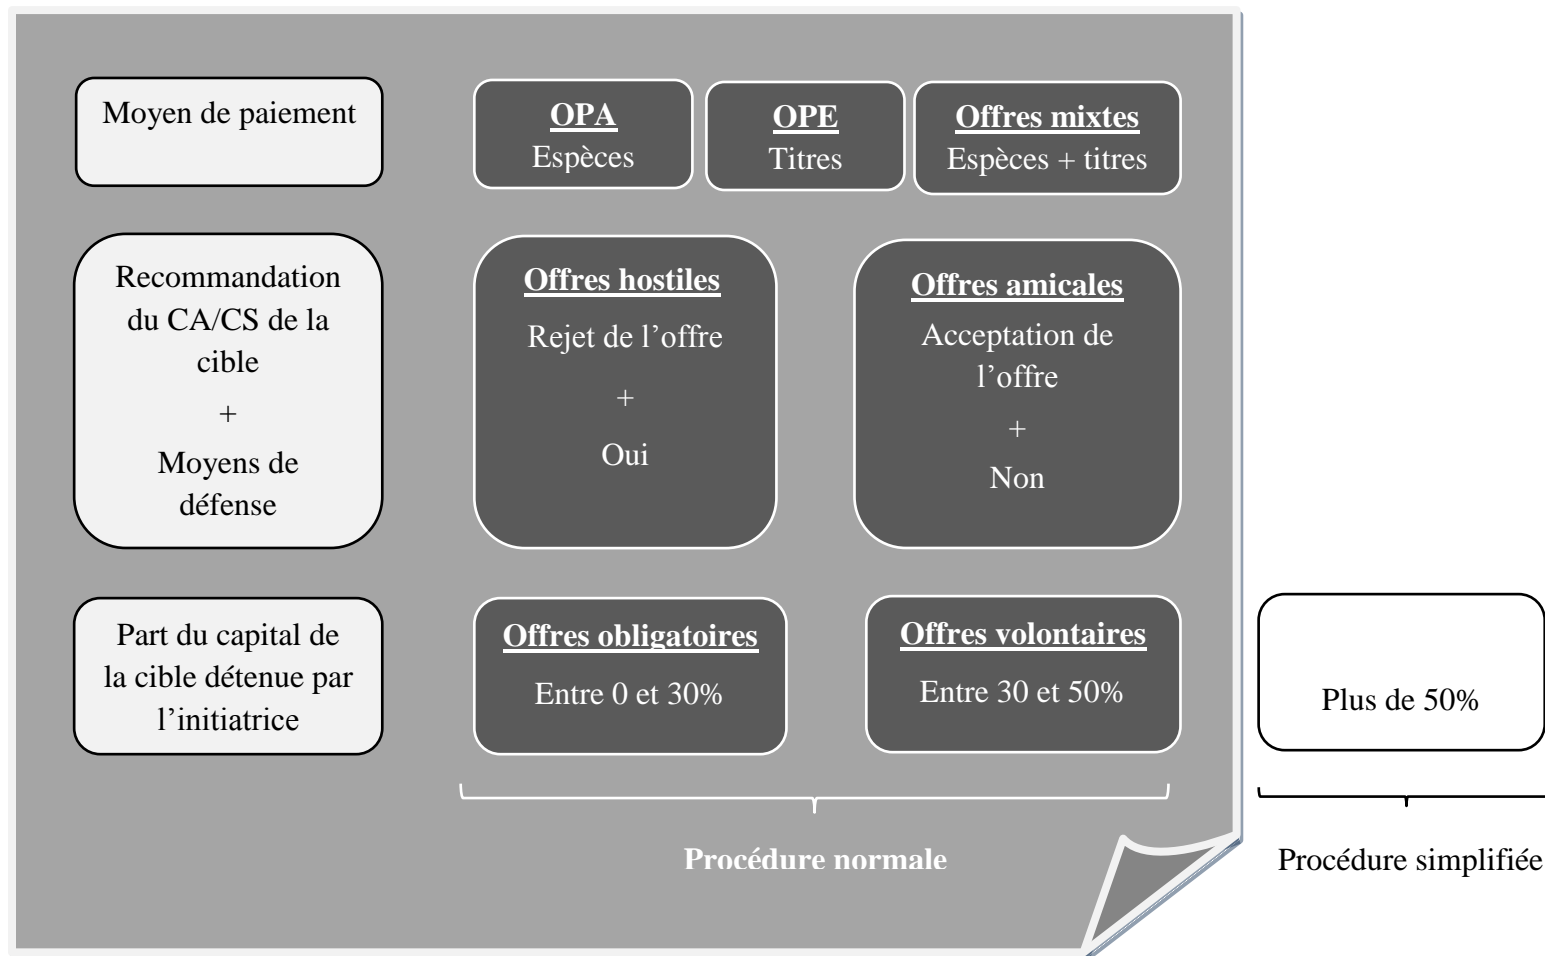 Moyen de paiement
OPA
Espèces
OPE
Titres
Offres mixtes
Espèces + titres
Recommandation
du CA/CS de la
cible
+
Moyens de
défense
Offres hostiles
Rejet de l’offre
+
Oui
Offres amicales
Acceptation de
l’offre
+
Non
Part du capital de
la cible détenue par
l’initiatrice
Offres obligatoires
Entre 0 et 30%
Offres volontaires
Entre 30 et 50%
Plus de 50%
Procédure normale
Procédure simplifiée